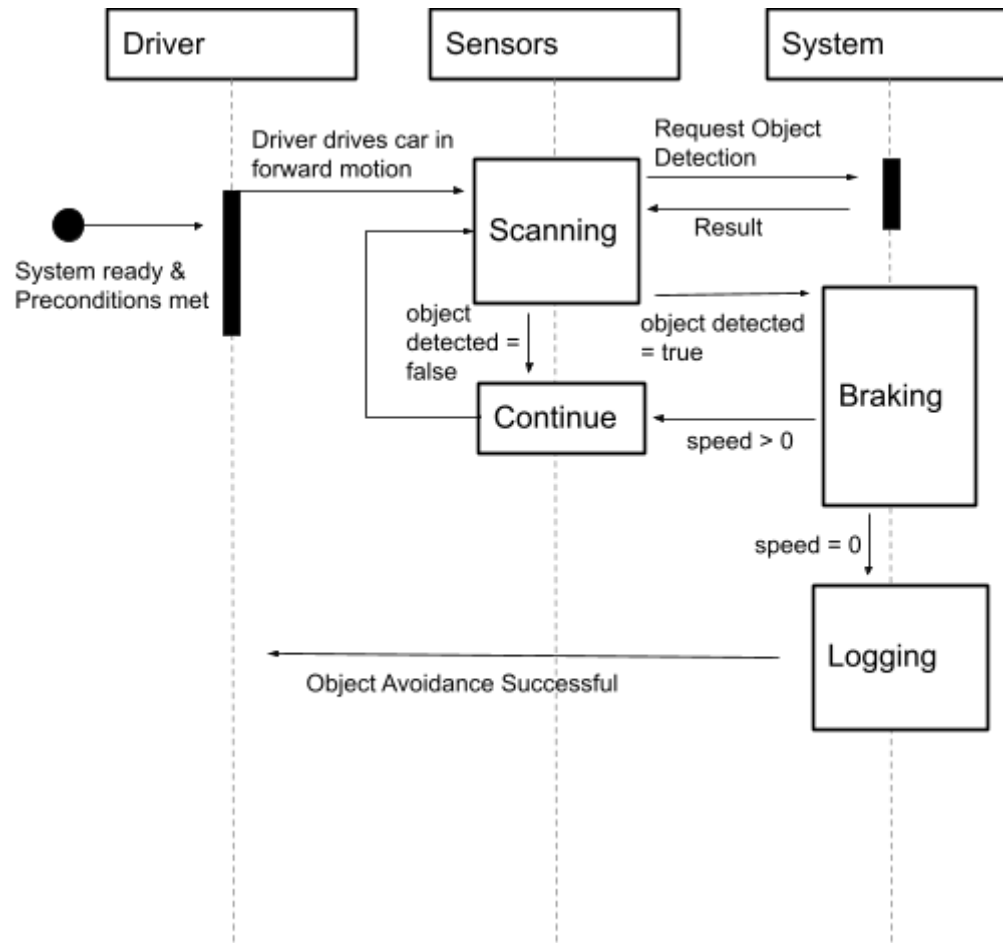 Driver
Sensors
System
Driver drives car in
forward motion
Request Object
Detection
Scanning
Result
System ready &
Preconditions met
object
detected =
false
object detected
= true
Continue
Braking
speed > 0
speed = 0
Logging
Object Avoidance Successful